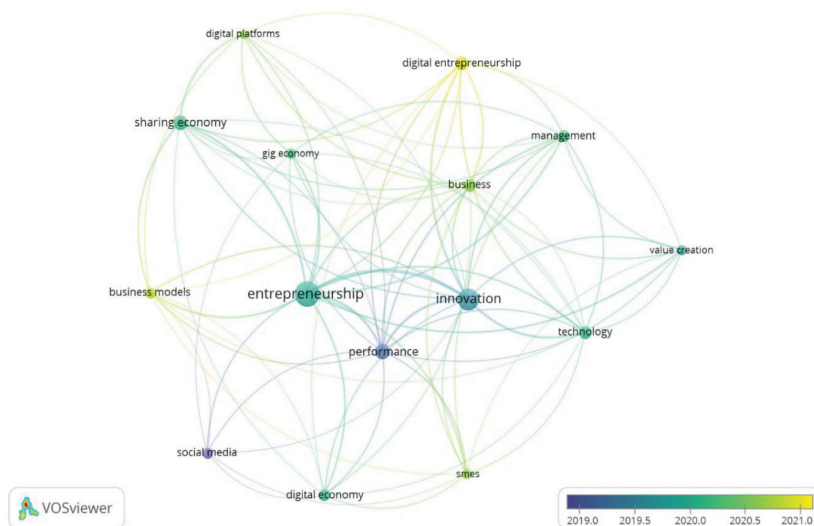 digital platforms
digital entrepreneurship
sharing economy
management
gig economy
business
value creation
business models
entrepreneurship
innovation
technology
performance
social media
smes
digital economy
VOSviewer
2019.0 2019.5 2020.0 2020.5 2021.0